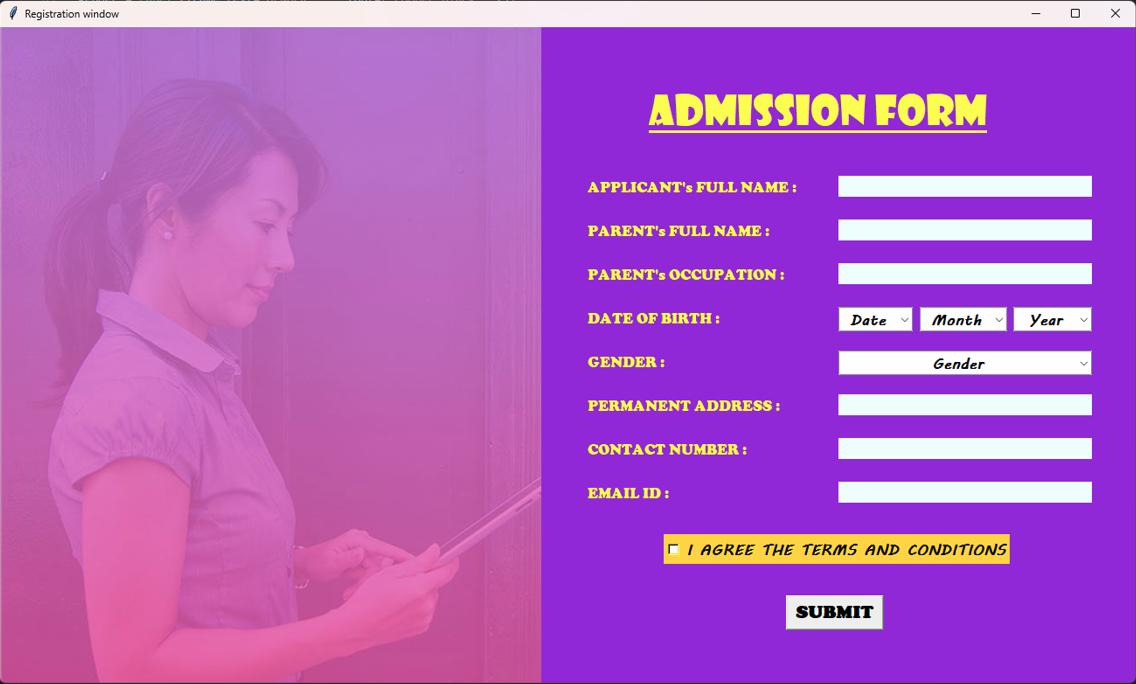 Registration window
ADMISSION FORM
APPLICANT's FULL NAME :
PARENT's FULL NAME :
PARENT's OCCUPATION :
DATE OF BIRTH : Date Month Year
GENDER : Gender
PERMANENT ADDRESS :
CONTACT NUMBER :
EMAIL ID :
I AGREE THE TERMS AND CONDITIONS
SUBMIT